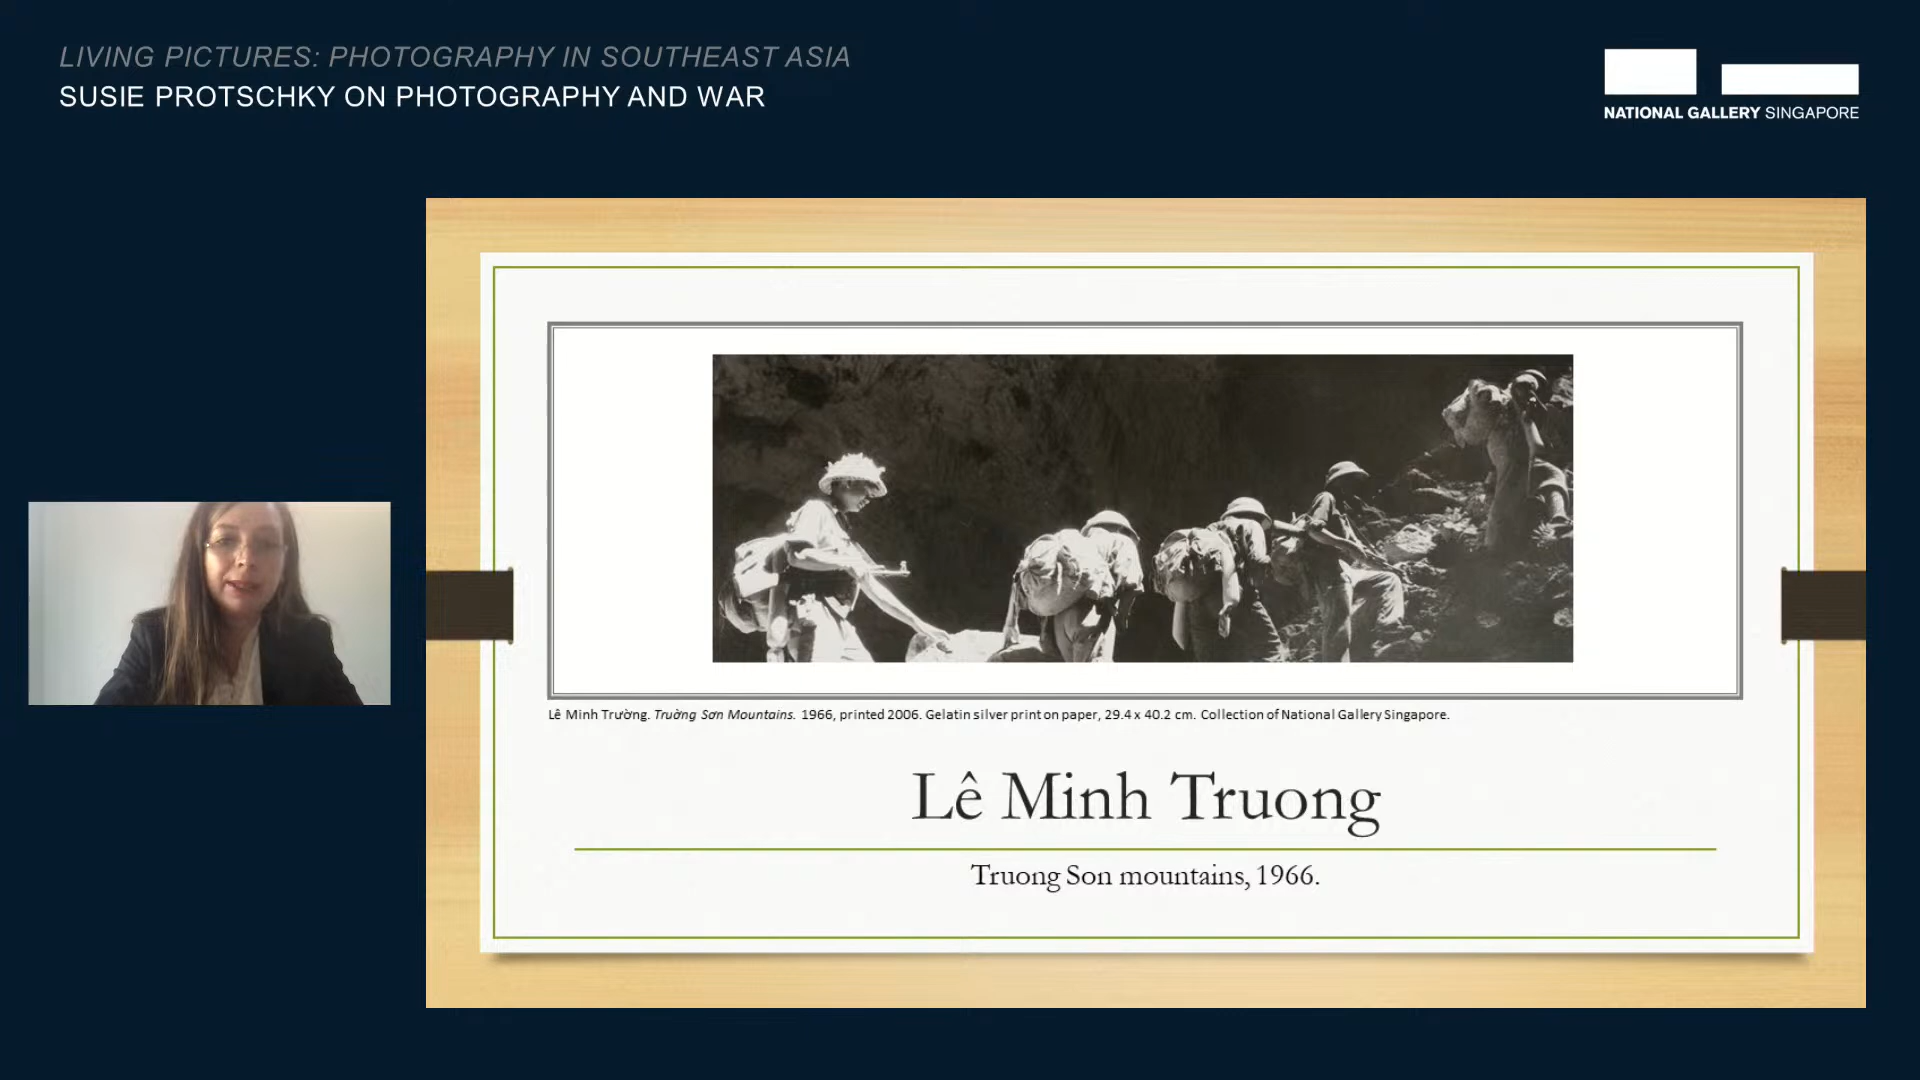 LIVING PICTURES: PHOTOGRAPHY IN SOUTHEAST ASIA
SUSIE PROTSCHKY ON PHOTOGRAPHY AND WAR
NATIONAL GALLERY SINGAPORE
Lê Minh Trường. Trường Sơn Mountains. 1966, printed 2006. Gelatin silver print on paper, 29.4 x 40.2 cm. Collection of National Gallery Singapore.
Lê Minh Truong
Truong Son mountains, 1966.